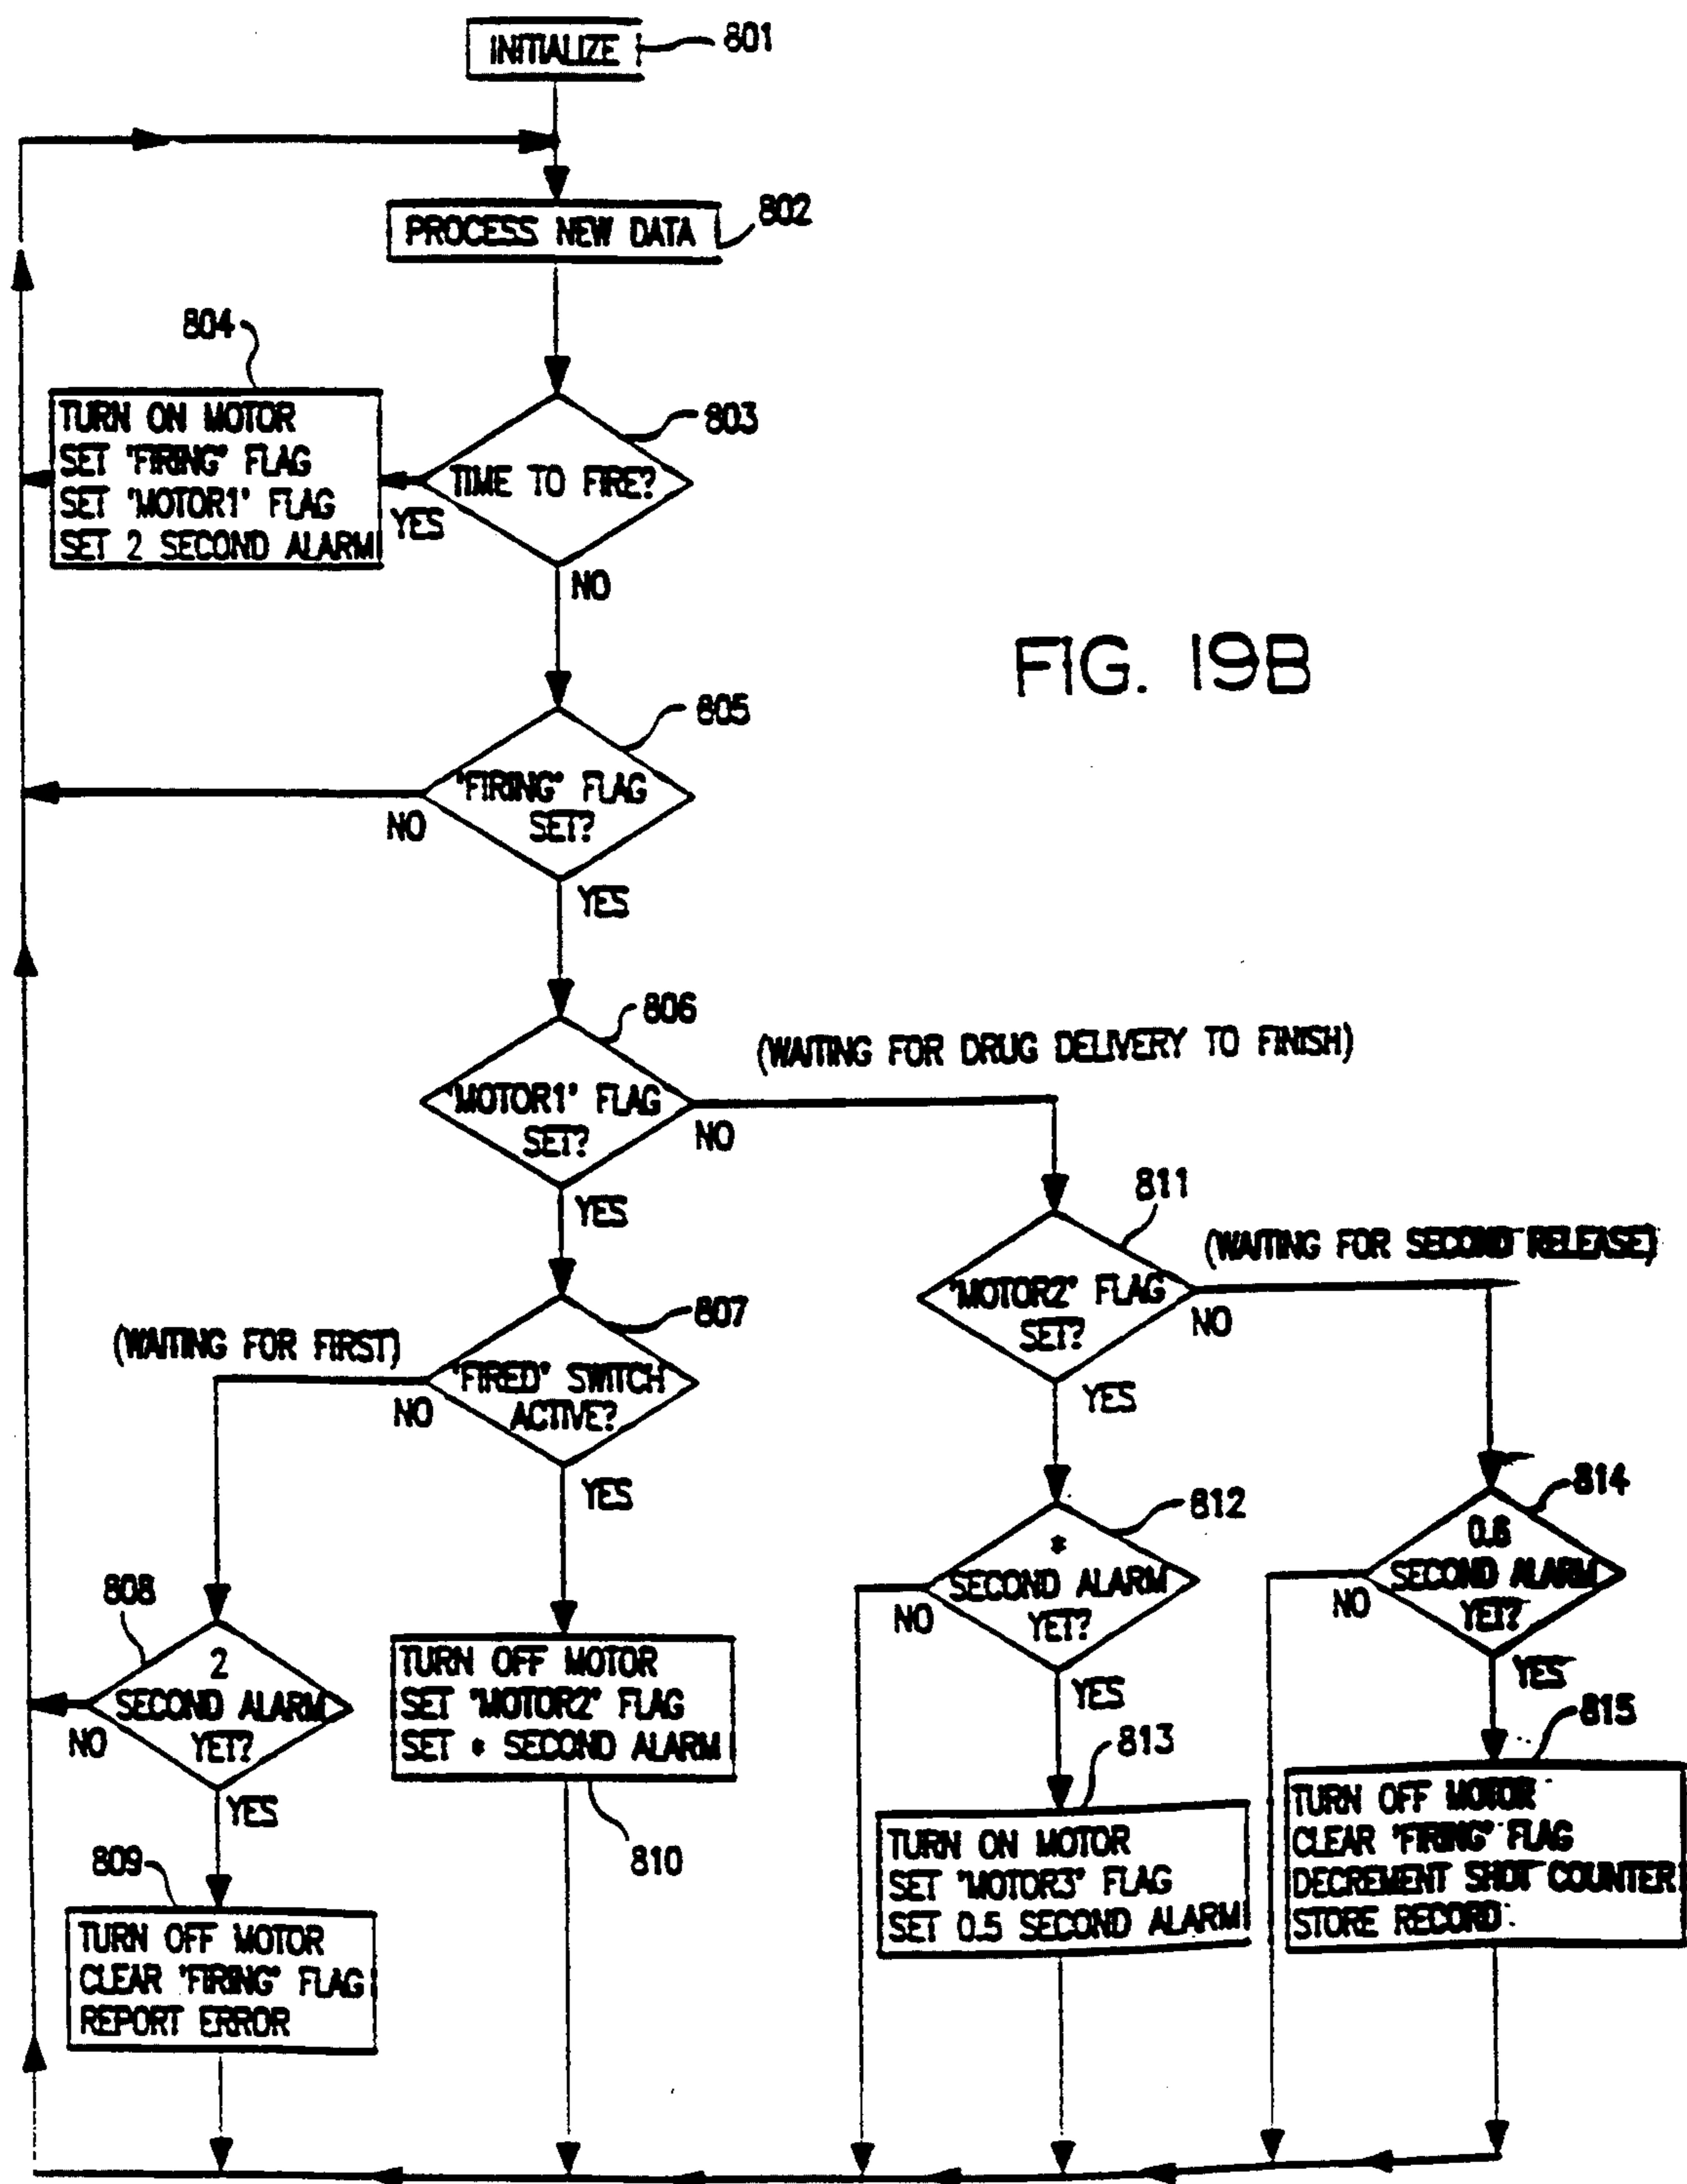 INITIALIZE
801
PROCESS NEW DATA
802
804
TURN ON MOTOR
SET "FIRING" FLAG
SET "MOTOR1" FLAG
SET 2 SECOND ALARM
803
TIME TO FIRE?
YES
NO
FIG. 19B
805
"FIRING" FLAG
SET?
NO
YES
806
(WAITING FOR DRUG DELIVERY TO FINISH)
"MOTOR1" FLAG
SET?
NO
YES
811
(WAITING FOR SECOND RELEASE)
"MOTOR2" FLAG
SET?
NO
YES
807
(WAITING FOR FIRST)
"FIRED" SWITCH
ACTIVE?
NO
YES
812
*
SECOND ALARM
YET?
NO
YES
814
0.6
SECOND ALARM
YET?
NO
YES
808
2
SECOND ALARM
YET?
NO
YES
TURN OFF MOTOR
SET "MOTOR2" FLAG
SET * SECOND ALARM
810
813
TURN ON MOTOR
SET "MOTOR3" FLAG
SET 0.5 SECOND ALARM
815
TURN OFF MOTOR
CLEAR "FIRING" FLAG
DECREMENT SHOT COUNTER
STORE RECORD
809
TURN OFF MOTOR
CLEAR "FIRING" FLAG
REPORT ERROR